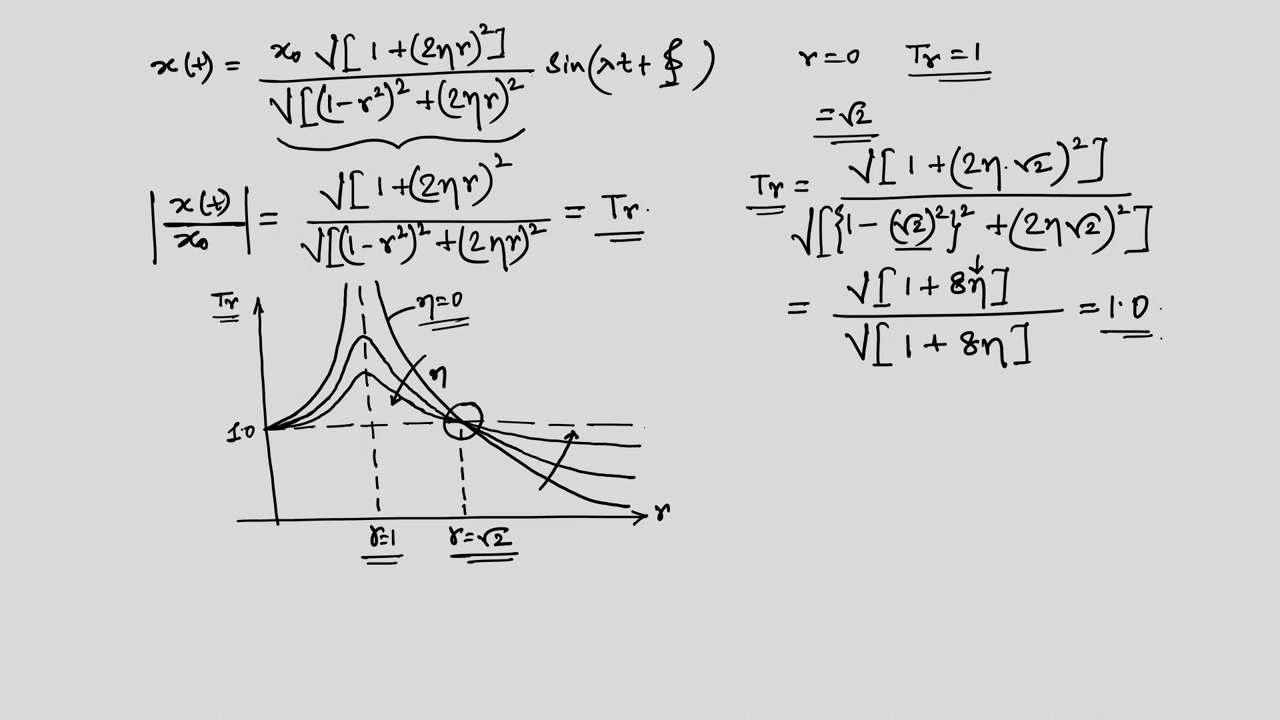 x(t) = x₀ √[1+(2ηr)²] / √[(1-r²)²+(2ηr)² sin(λt+ϕ)
|x(t)/x₀| = √[1+(2ηr)² / √[(1-r²)²+(2ηr)² = Tr.
Tr
η=0
η
1.0
r
r=1
r=√2
r=0 Tr=1
=√2
Tr = √[1+(2η.√2)²] / √[{1-(√2)²}²+(2η√2)²]
= √[1+8η] / √[1+8η] = 1.0